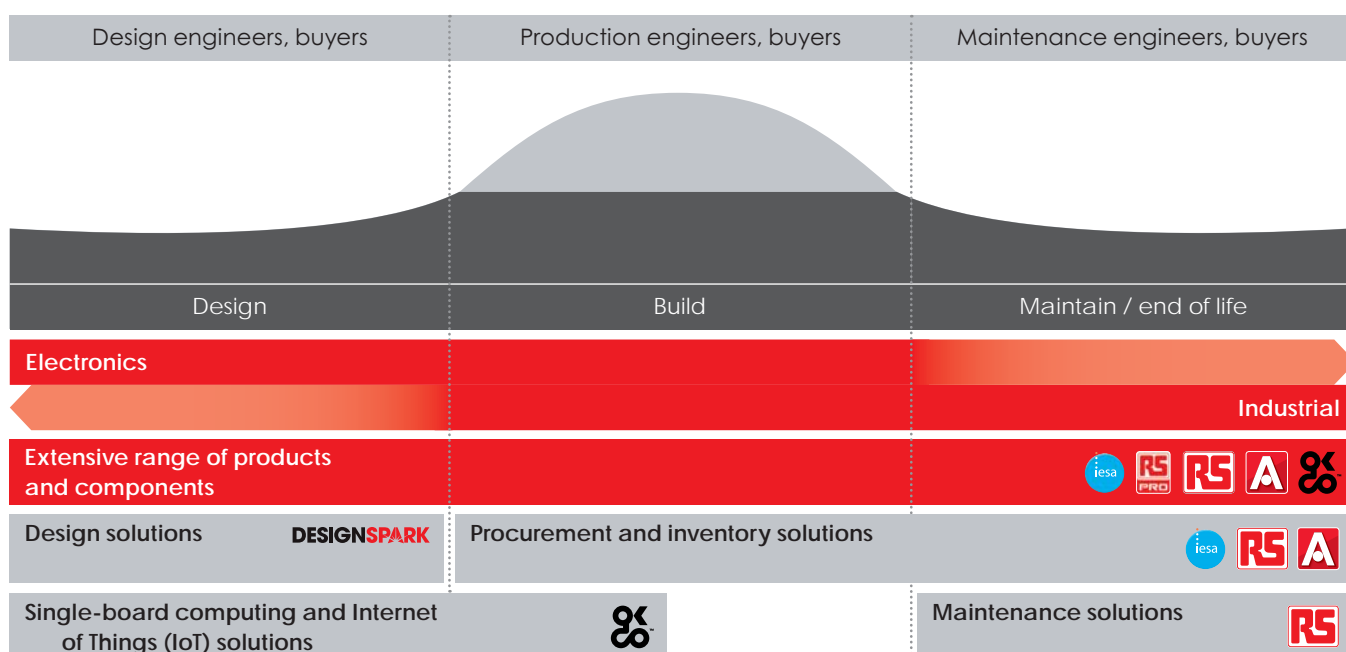 Design engineers, buyers
Production engineers, buyers
Maintenance engineers, buyers
Design
Build
Maintain / end of life
Electronics
Industrial
Extensive range of products
and components
iesa
RS
PRO
RS
A
OKdo
Design solutions
DESIGNSPARK
Procurement and inventory solutions
iesa
RS
A
Single-board computing and Internet
of Things (IoT) solutions
OKdo
Maintenance solutions
RS